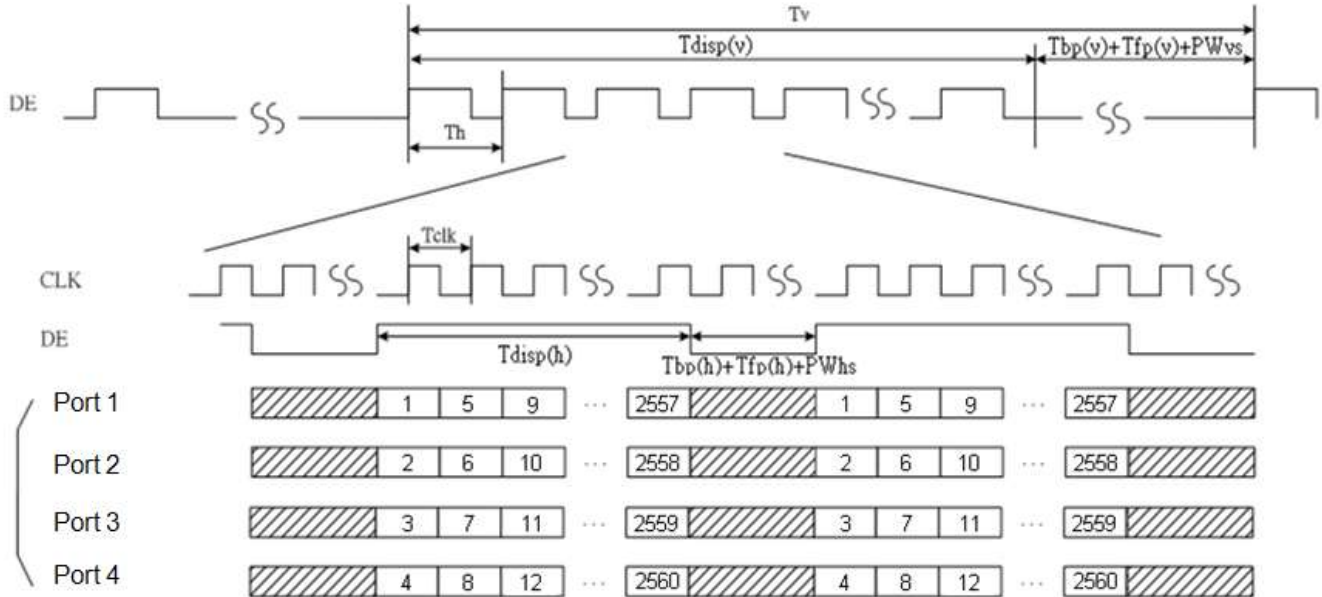 Tv
Tdisp(v)
Tbp(v)+Tfp(v)+PWvs
DE
Th
Tclk
CLK
DE
Tdisp(h)
Tbp(h)+Tfp(h)+PWhs
Port 1
1 5 9 ... 2557 1 5 9 ... 2557
Port 2
2 6 10 ... 2558 2 6 10 ... 2558
Port 3
3 7 11 ... 2559 3 7 11 ... 2559
Port 4
4 8 12 ... 2560 4 8 12 ... 2560